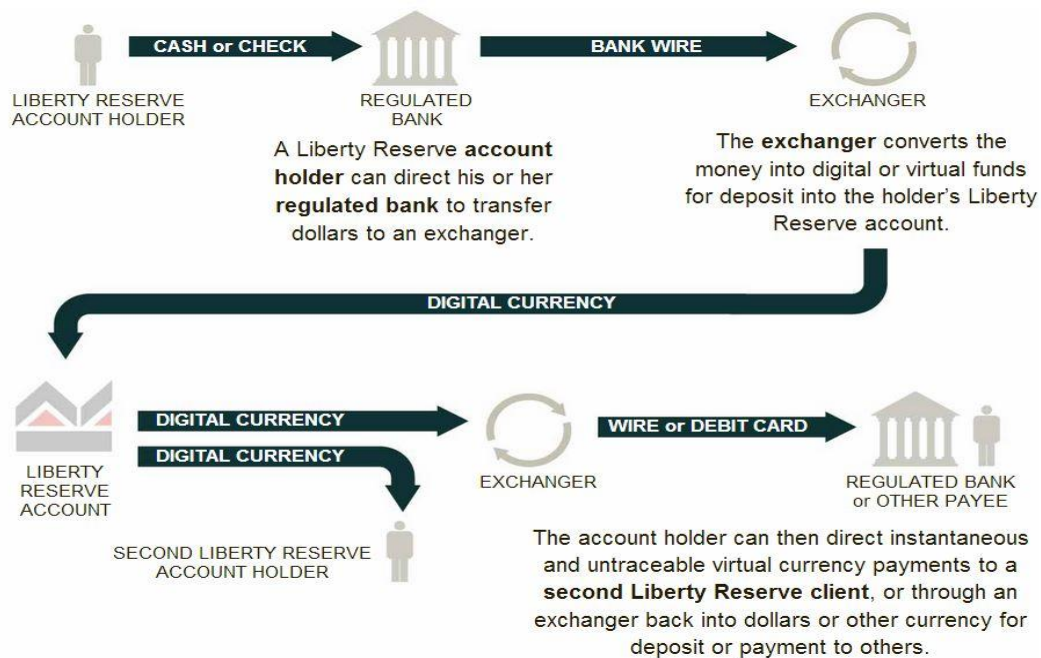 CASH or CHECK
BANK WIRE
LIBERTY RESERVE
ACCOUNT HOLDER
REGULATED
BANK
EXCHANGER
A Liberty Reserve account
holder can direct his or her
regulated bank to transfer
dollars to an exchanger.
The exchanger converts the
money into digital or virtual funds
for deposit into the holder's Liberty
Reserve account.
DIGITAL CURRENCY
LIBERTY
RESERVE
ACCOUNT
DIGITAL CURRENCY
DIGITAL CURRENCY
SECOND LIBERTY RESERVE
ACCOUNT HOLDER
EXCHANGER
WIRE or DEBIT CARD
REGULATED BANK
or OTHER PAYEE
The account holder can then direct instantaneous
and untraceable virtual currency payments to a
second Liberty Reserve client, or through an
exchanger back into dollars or other currency for
deposit or payment to others.